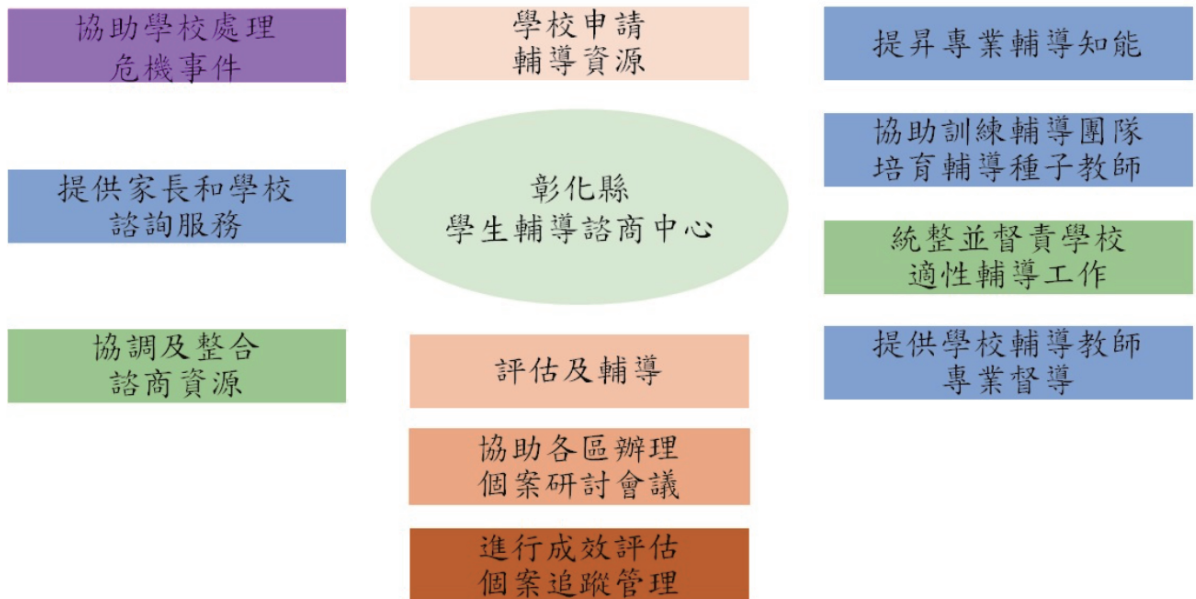 協助學校處理
危機事件
提供家長和學校
諮詢服務
協調及整合
諮商資源
學校申請
輔導資源
彰化縣
學生輔導諮商中心
評估及輔導
協助各區辦理
個案研討會議
進行成效評估
個案追蹤管理
提昇專業輔導知能
協助訓練輔導團隊
培育輔導種子教師
統整並督責學校
適性輔導工作
提供學校輔導教師
專業督導